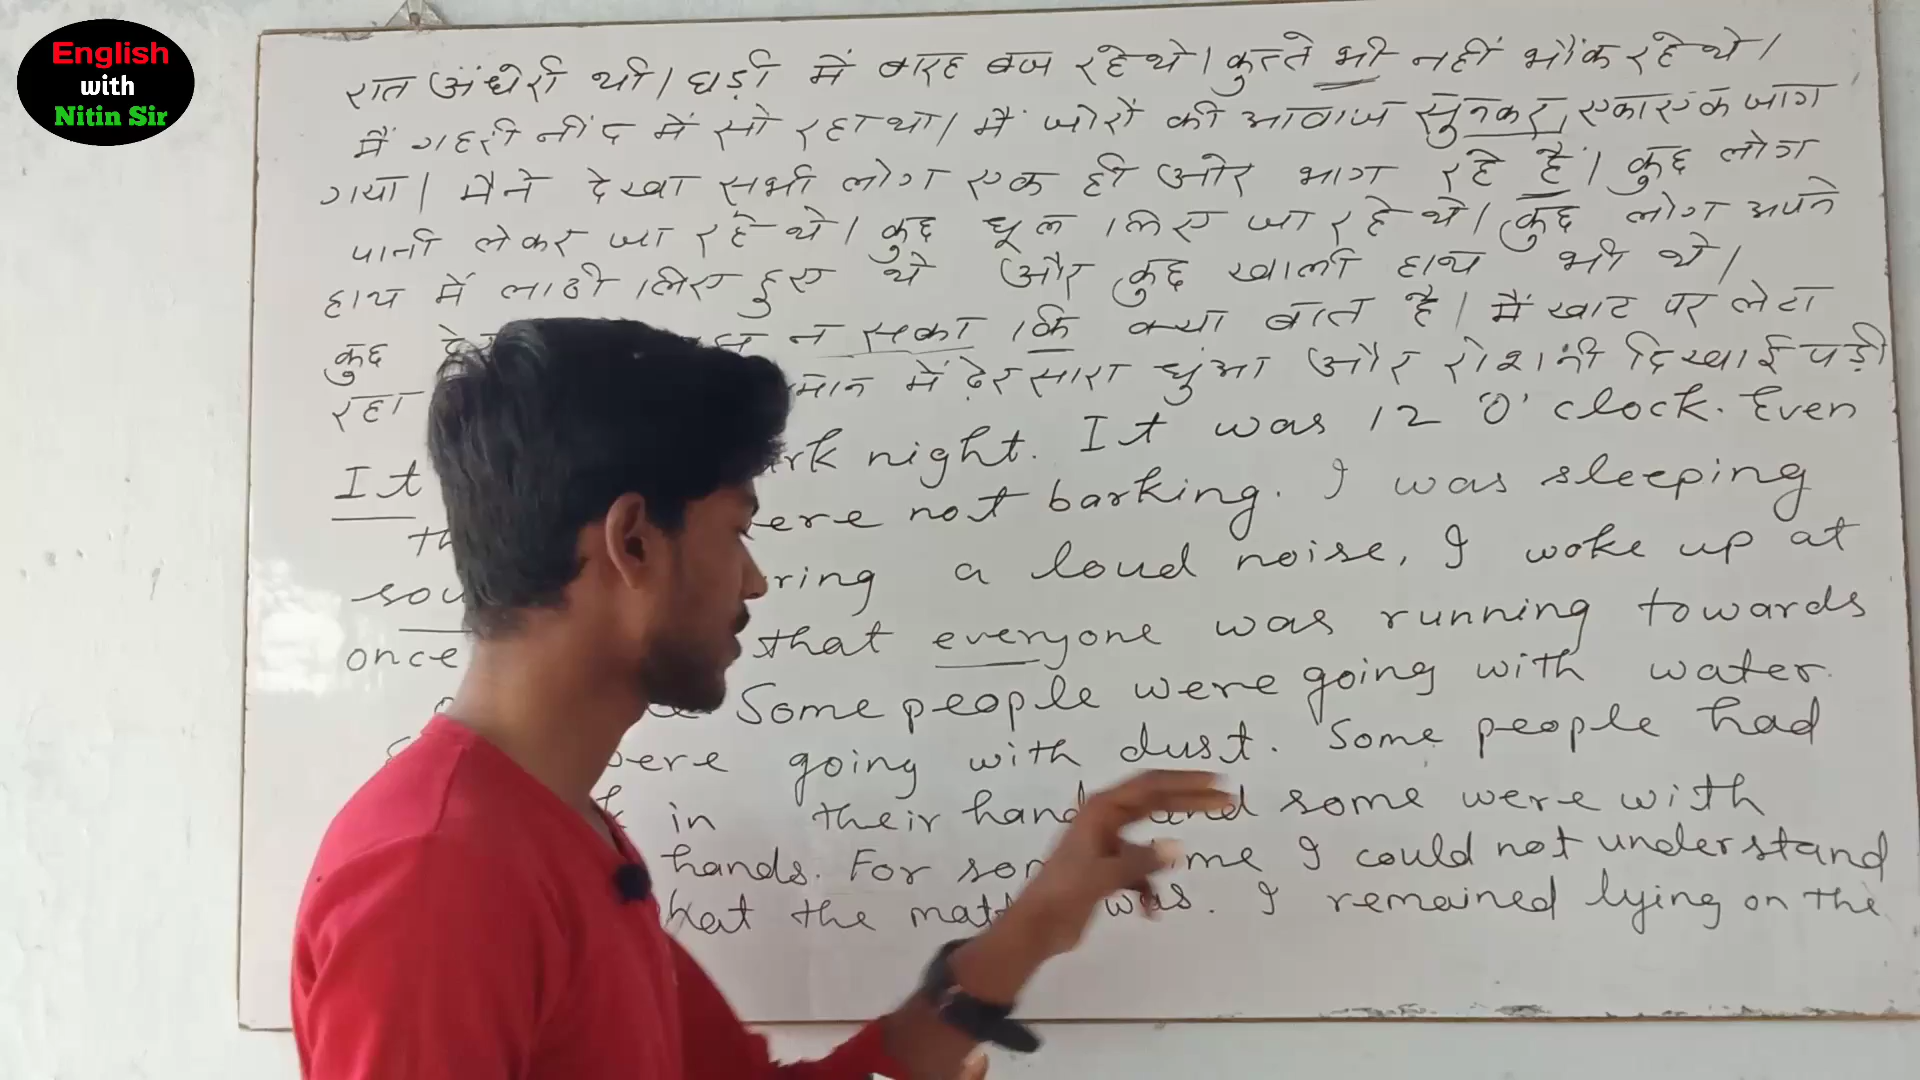 English
with
Nitin Sir
रात अंधेरी थी। घड़ी में बारह बज रहे थे। कुत्ते भी नहीं भौंक रहे थे।
मैं गहरी नींद में सो रहा था। मैं जोरों की आवाज सुनकर एकाएक जाग
गया। मैने देखा सभी लोग एक ही ओर भाग रहे हैं। कुछ लोग
पानी लेकर जा रहे थे। कुछ धूल लिए जा रहे थे। कुछ लोग अपने
हाथ में लाठी लिए हुए थे और कुछ खाली हाथ भी थे।
कुछ न सका कि क्या बात है। मैं खाट पर लेटा
रहा में ढ़ेर सारा धुंआ और रोशनी दिखाई पड़ी
It night. It was 12 'O' clock. Even
not barking. I was sleeping
a loud noise, I woke up at
once that everyone was running towards
Some people were going with water.
going with dust. Some people had
in their hand and some were with
hands. For some time I could not understand
the matter was. I remained lying on the